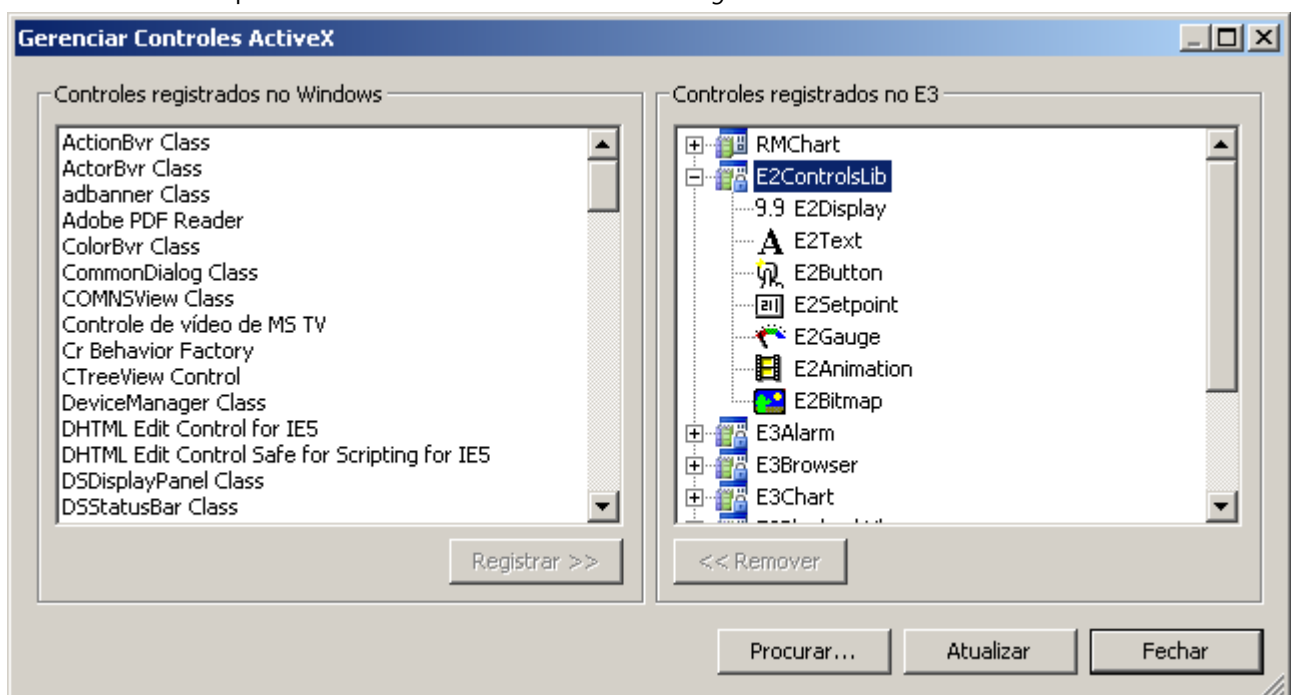 Gerenciar Controles ActiveX
Controles registrados no Windows
ActionBvr Class
ActorBvr Class
adbanner Class
Adobe PDF Reader
ColorBvr Class
CommonDialog Class
COMNSView Class
Controle de vídeo de MS TV
Cr Behavior Factory
CTreeView Control
DeviceManager Class
DHTML Edit Control for IE5
DHTML Edit Control Safe for Scripting for IE5
DSDisplayPanel Class
DSStatusBar Class
Registrar >>
Controles registrados no E3
RMChart
E2ControlsLib
9.9 E2Display
A E2Text
E2Button
E2Setpoint
E2Gauge
E2Animation
E2Bitmap
E3Alarm
E3Browser
E3Chart
<< Remover
Procurar...
Atualizar
Fechar